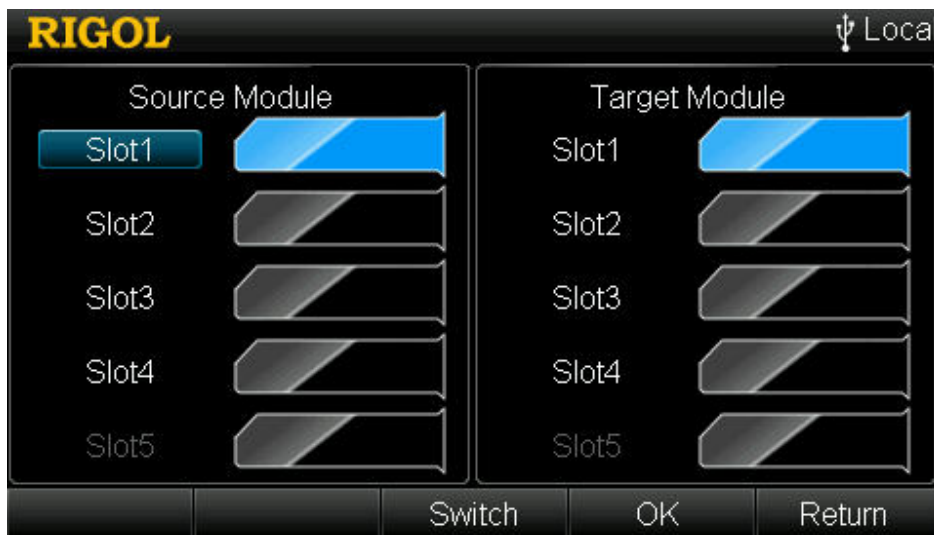 RIGOL
Loca
Source Module
Slot1
Slot2
Slot3
Slot4
Slot5
Target Module
Slot1
Slot2
Slot3
Slot4
Slot5
Switch OK Return